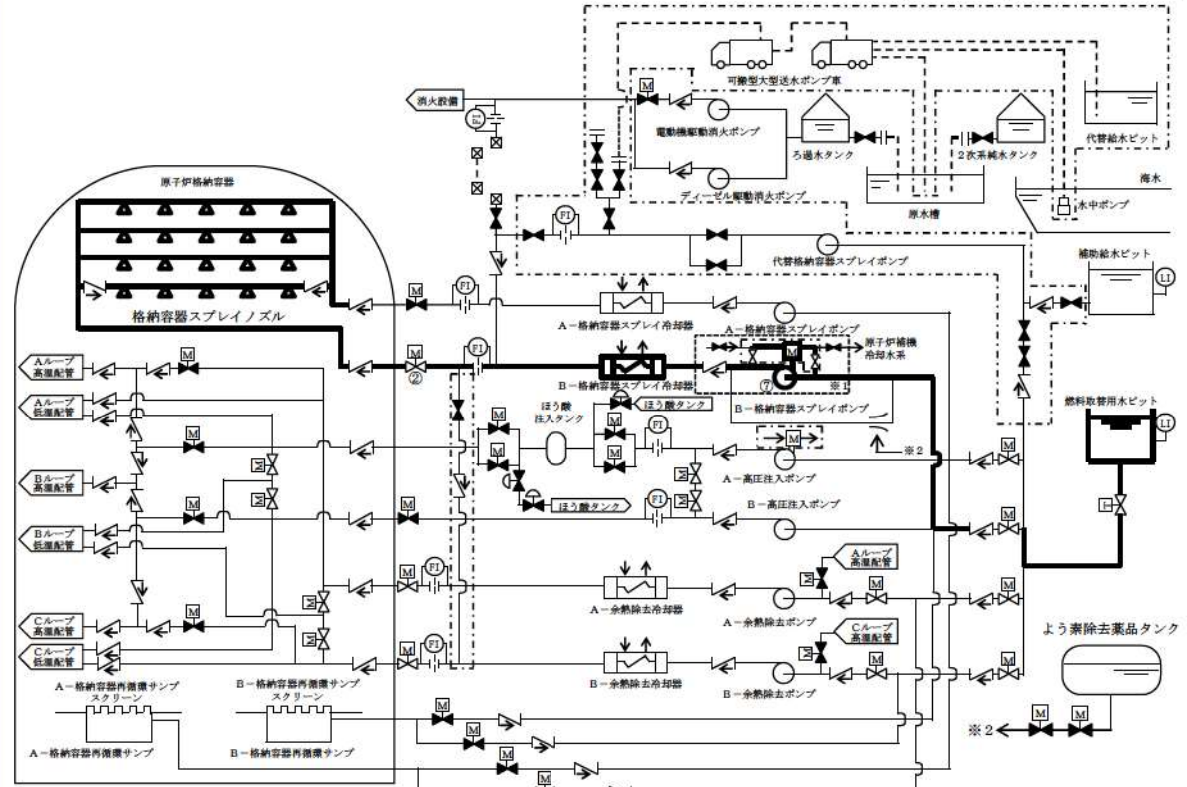 可搬型大型送水ポンプ車
消火設備
M
電動機駆動消火ポンプ
ろ過水タンク
2次系純水タンク
代替給水ピット
ディーゼル駆動消火ポンプ
原水槽
海水
水中ポンプ
原子炉格納容器
FI
代替格納容器スプレイポンプ
補助給水ピット
LI
格納容器スプレイノズル
M
FI
A-格納容器スプレイ冷却器
A-格納容器スプレイポンプ
原子炉補機
冷却水系
M
②
FI
M
⑦
※1
B-格納容器スプレイ冷却器
B-格納容器スプレイポンプ
燃料取替用水ピット
LI
Aループ
高温配管
M
Aループ
低温配管
ほう酸
注入タンク
ほう酸タンク
M
M
FI
M
※2
M
M
M
M
M
A-高圧注入ポンプ
Bループ
高温配管
M
M
ほう酸タンク
B-高圧注入ポンプ
M
M
M
FI
M
Bループ
低温配管
Aループ
高温配管
M
FI
M
M
M
M
A-余熱除去冷却器
A-余熱除去ポンプ
Cループ
高温配管
M
M
Cループ
高温配管
よう素除去薬品タンク
Cループ
低温配管
M
FI
M
M
M
B-余熱除去冷却器
B-余熱除去ポンプ
A-格納容器再循環サンプ
スクリーン
B-格納容器再循環サンプ
スクリーン
M
M
M
※2
M
A-格納容器再循環サンプ
B-格納容器再循環サンプ
M
M